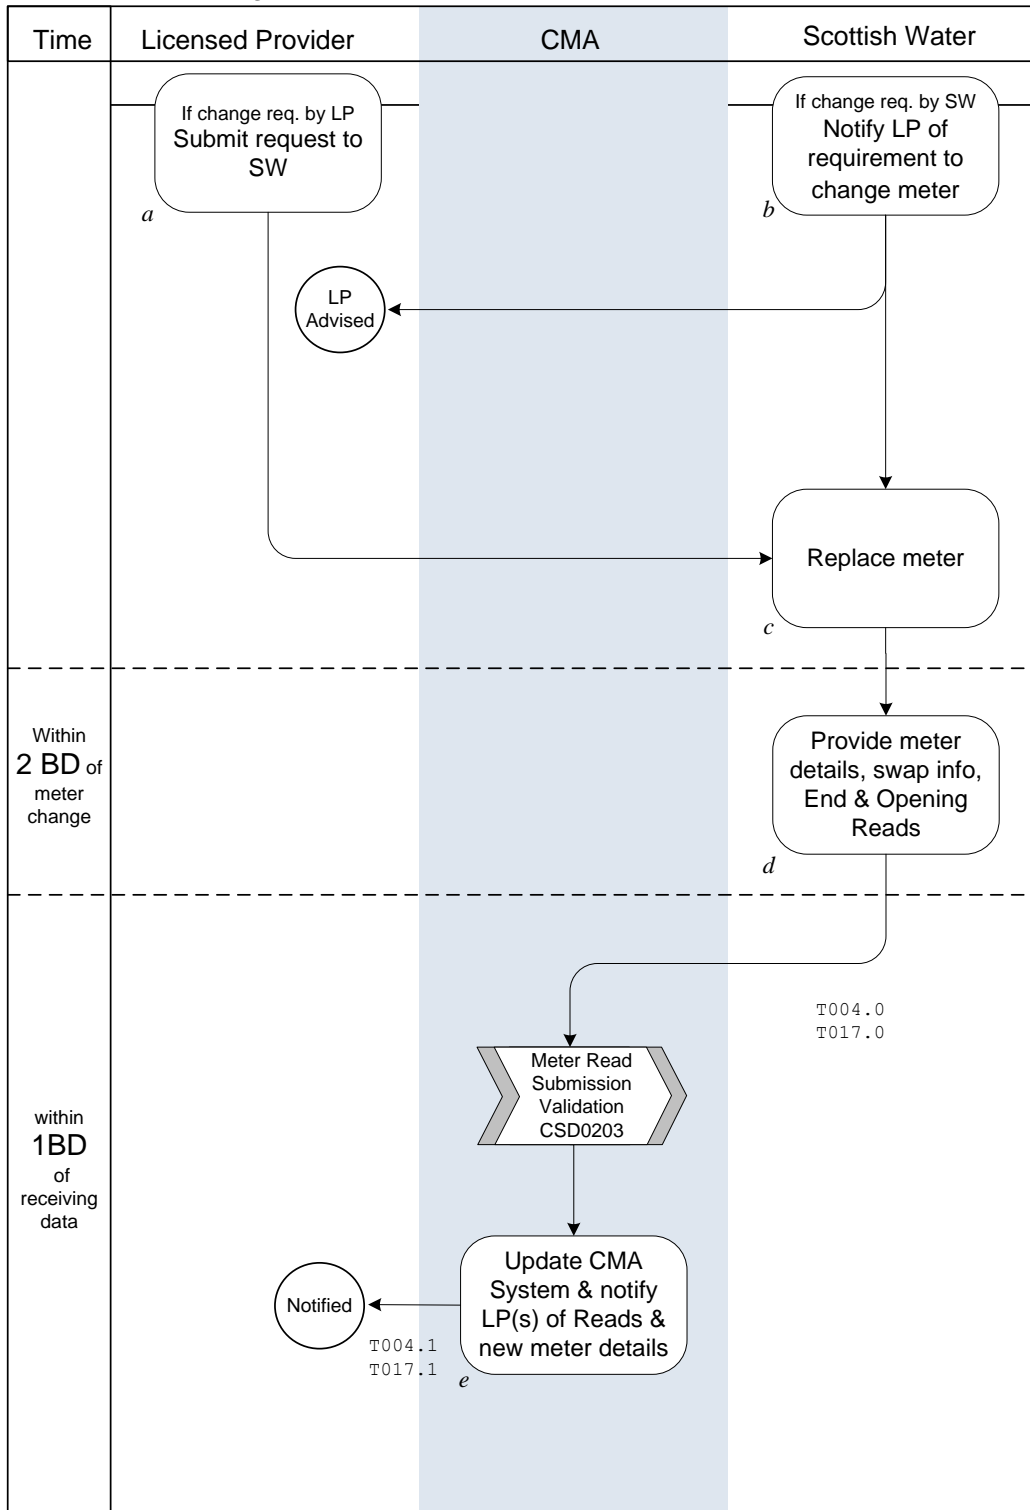 Time
Licensed Provider
CMA
Scottish Water
If change req. by LP
Submit request to
SW
a
If change req. by SW
Notify LP of
requirement to
change meter
b
LP
Advised
Replace meter
c
Within
2 BD of
meter
change
Provide meter
details, swap info,
End & Opening
Reads
d
within
1BD
of
receiving
data
T004.0
T017.0
Meter Read
Submission
Validation
CSD0203
Update CMA
System & notify
LP(s) of Reads &
new meter details
e
Notified
T004.1
T017.1